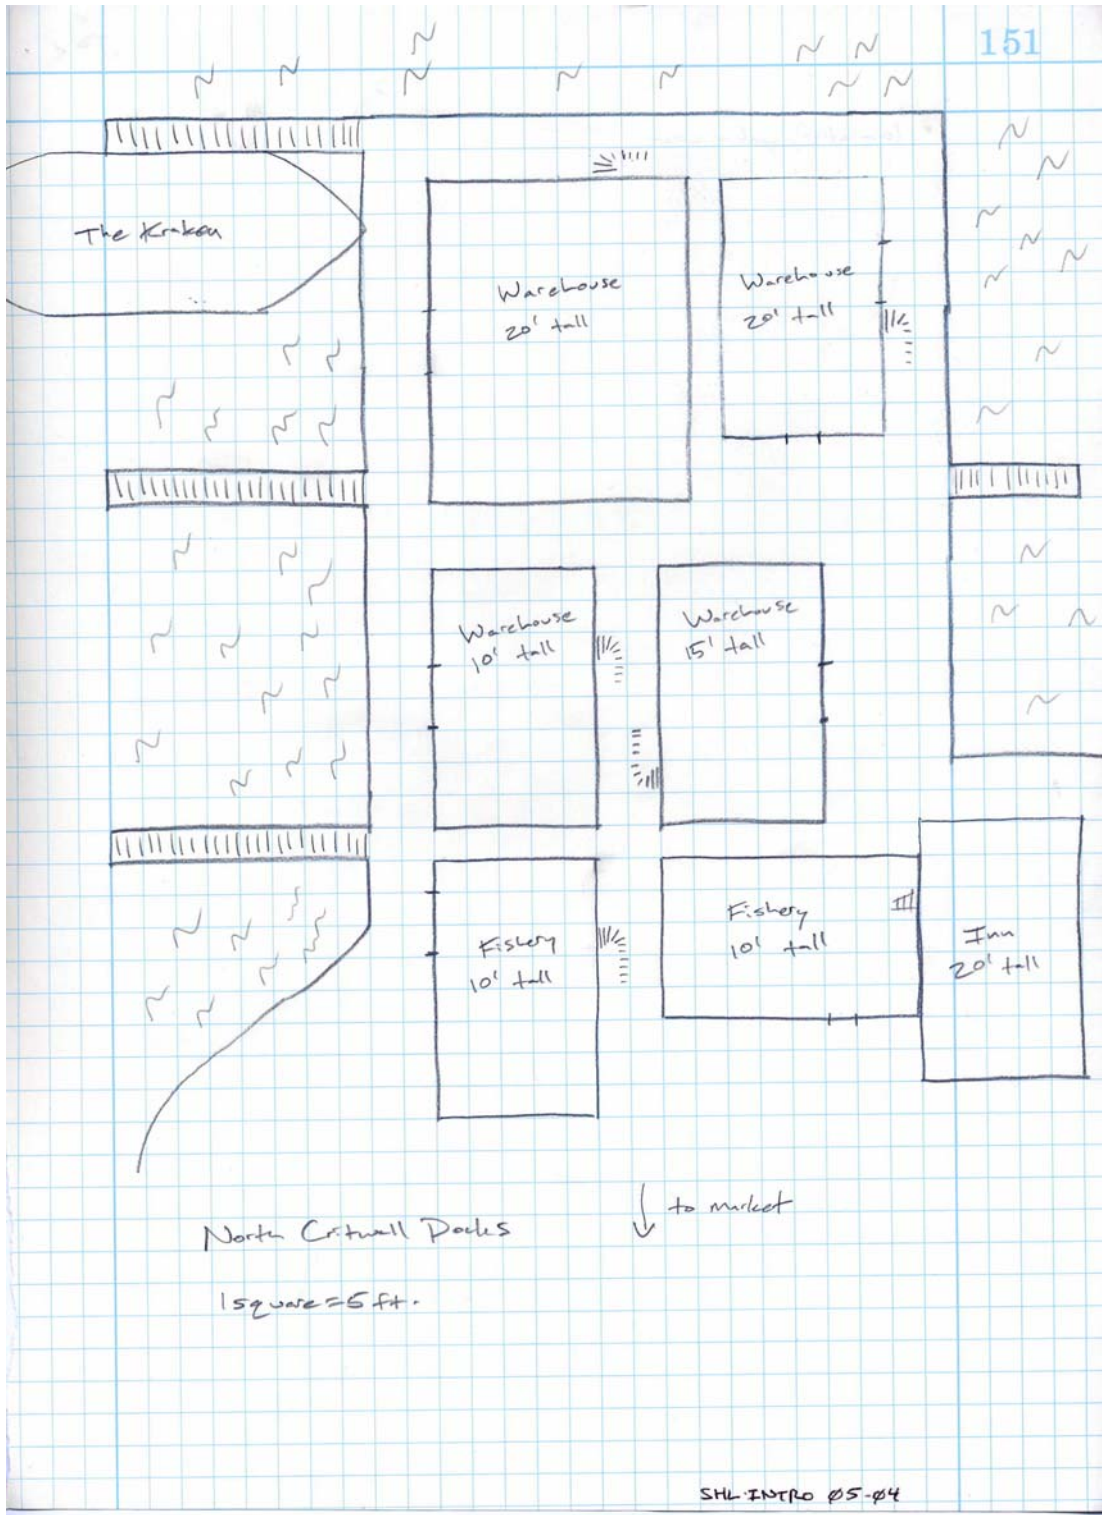 151
The Kraken
Warehouse
20' tall
Warehouse
20' tall
Warehouse
10' tall
Warehouse
15' tall
Fishery
10' tall
Fishery
10' tall
Inn
20' tall
↓ to market
North Critwall Docks
1 square = 5 ft.
SHL·INTRO 05-04